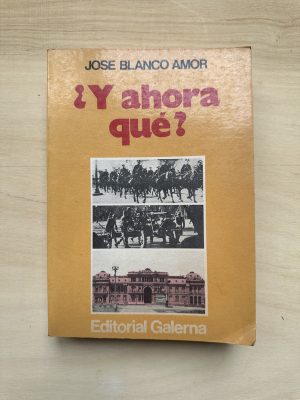 JOSE BLANCO AMOR
¿Y ahora
qué?
Editorial Galerna